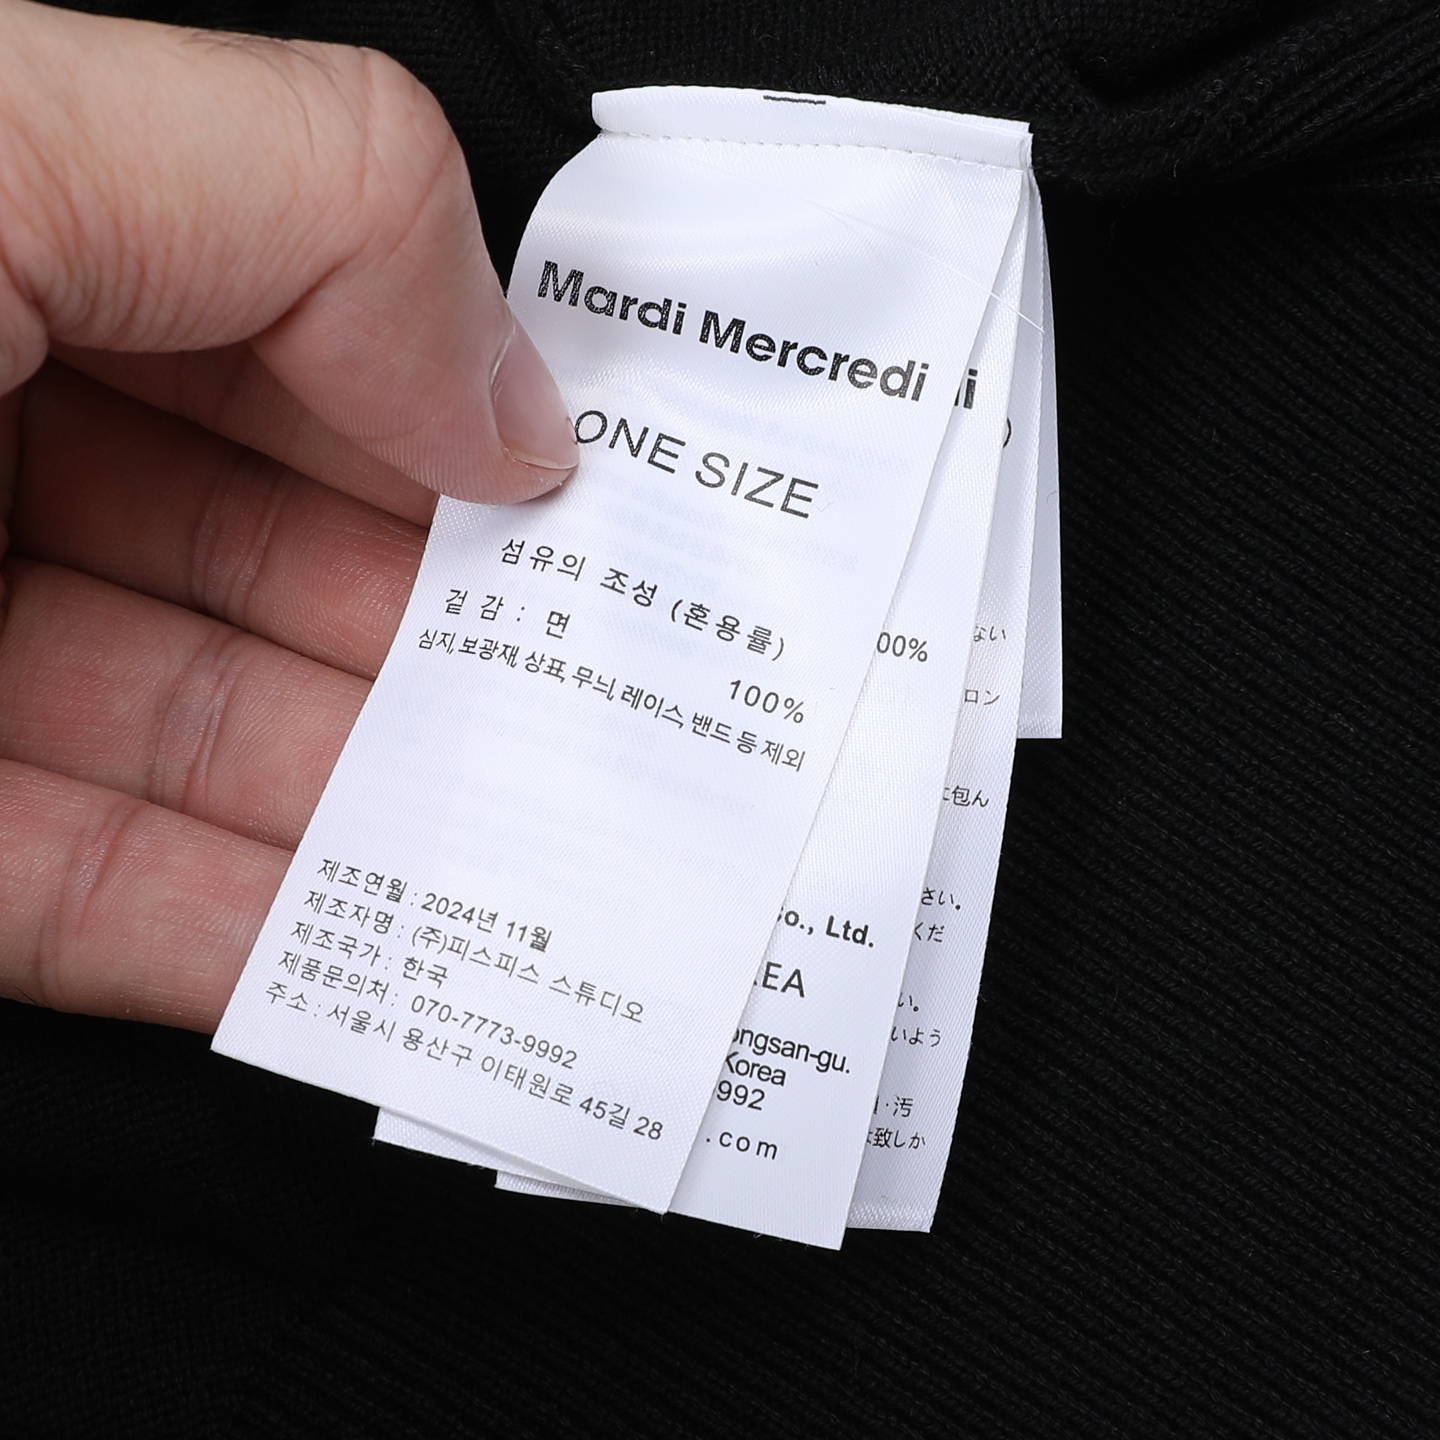 Mardi Mercredi
ONE SIZE
섬유의 조성 (혼용률)
겉감 : 면 100%
심지, 보광재, 상표, 무늬, 레이스, 밴드 등 제외
제조연월 : 2024년 11월
제조자명 : (주)피스피스 스튜디오
제조국가 : 한국
제품문의처 : 070-7773-9992
주소 : 서울시 용산구 이태원로 45길 28
i
)
00%
Co., Ltd.
EA
ongsan-gu.
Korea
992
.com
ない
ロン
に包ん
さい。
くだ
い。
いよう
・汚
は致しか